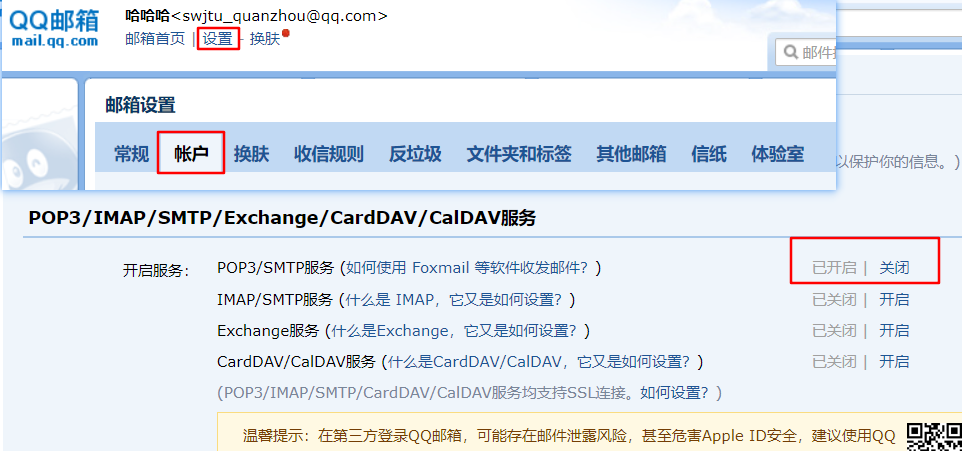 QQ邮箱
mail.qq.com
哈哈哈<swjtu_quanzhou@qq.com>
邮箱首页 | 设置 - 换肤
邮件搜
邮箱设置
常规 帐户 换肤 收信规则 反垃圾 文件夹和标签 其他邮箱 信纸 体验室
以保护你的信息。)
POP3/IMAP/SMTP/Exchange/CardDAV/CalDAV服务
开启服务： POP3/SMTP服务 (如何使用 Foxmail 等软件收发邮件？) 已开启 | 关闭
IMAP/SMTP服务 (什么是 IMAP，它又是如何设置？) 已关闭 | 开启
Exchange服务 (什么是Exchange，它又是如何设置？) 已关闭 | 开启
CardDAV/CalDAV服务 (什么是CardDAV/CalDAV，它又是如何设置？) 已关闭 | 开启
(POP3/IMAP/SMTP/CardDAV/CalDAV服务均支持SSL连接。如何设置？)
温馨提示：在第三方登录QQ邮箱，可能存在邮件泄露风险，甚至危害Apple ID安全，建议使用QQ